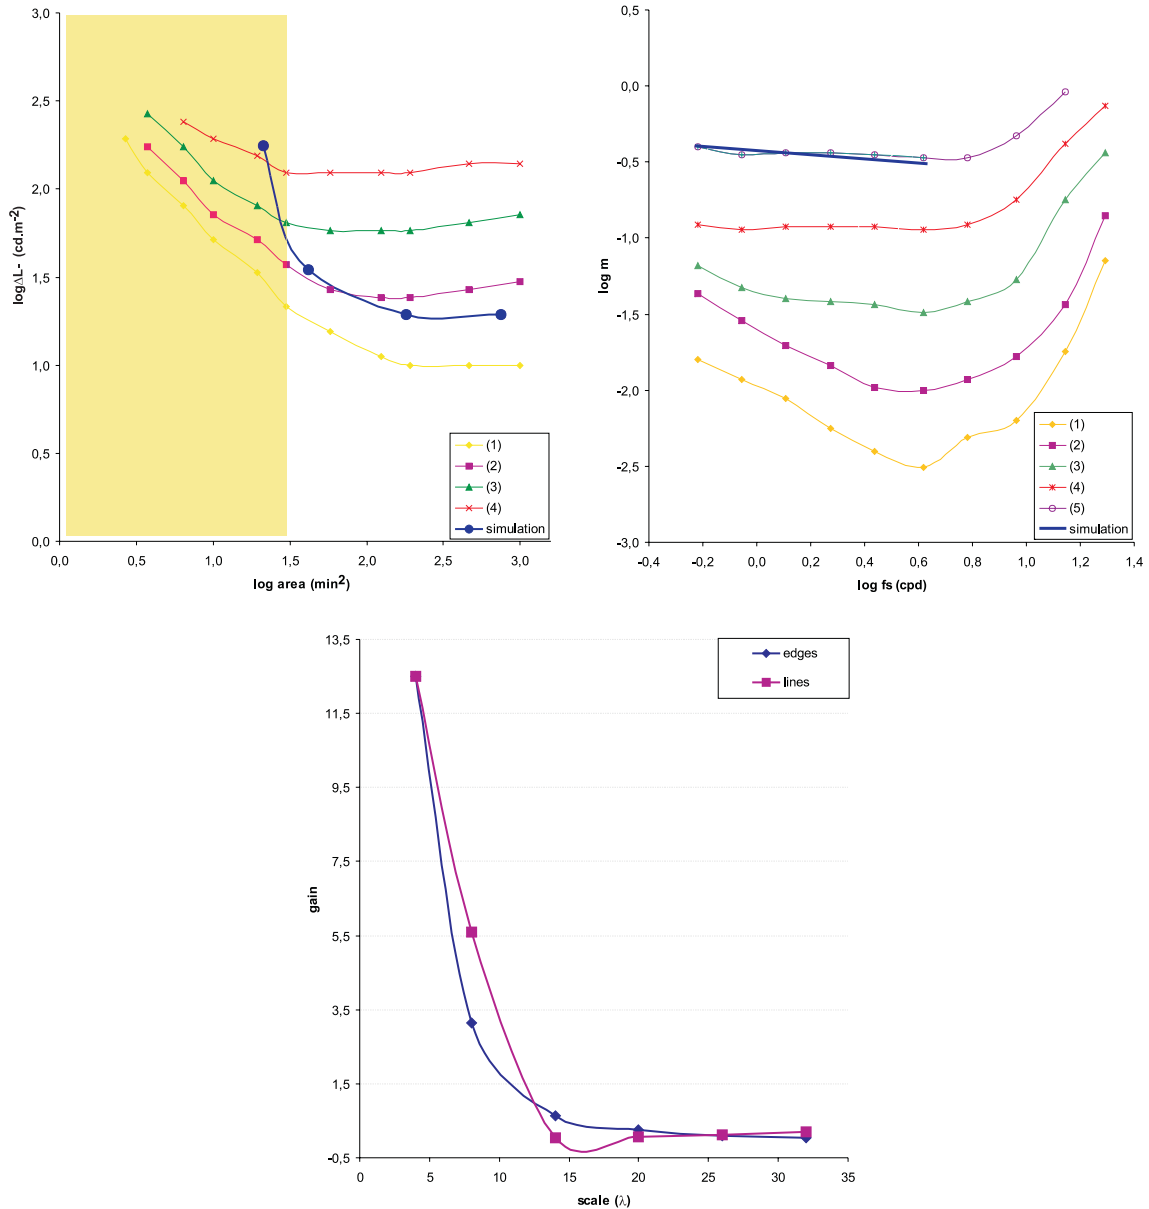 3,0
2,5
2,0
1,5
1,0
0,5
0,0
logΔL- (cd.m-2)
0,0 0,5 1,0 1,5 2,0 2,5 3,0
log area (min2)
(1)
(2)
(3)
(4)
simulation
0,5
0,0
-0,5
-1,0
-1,5
-2,0
-2,5
-3,0
log m
-0,4 -0,2 0,0 0,2 0,4 0,6 0,8 1,0 1,2 1,4
log fs (cpd)
(1)
(2)
(3)
(4)
(5)
simulation
13,5
11,5
9,5
7,5
5,5
3,5
1,5
-0,5
gain
0 5 10 15 20 25 30 35
scale (λ)
edges
lines